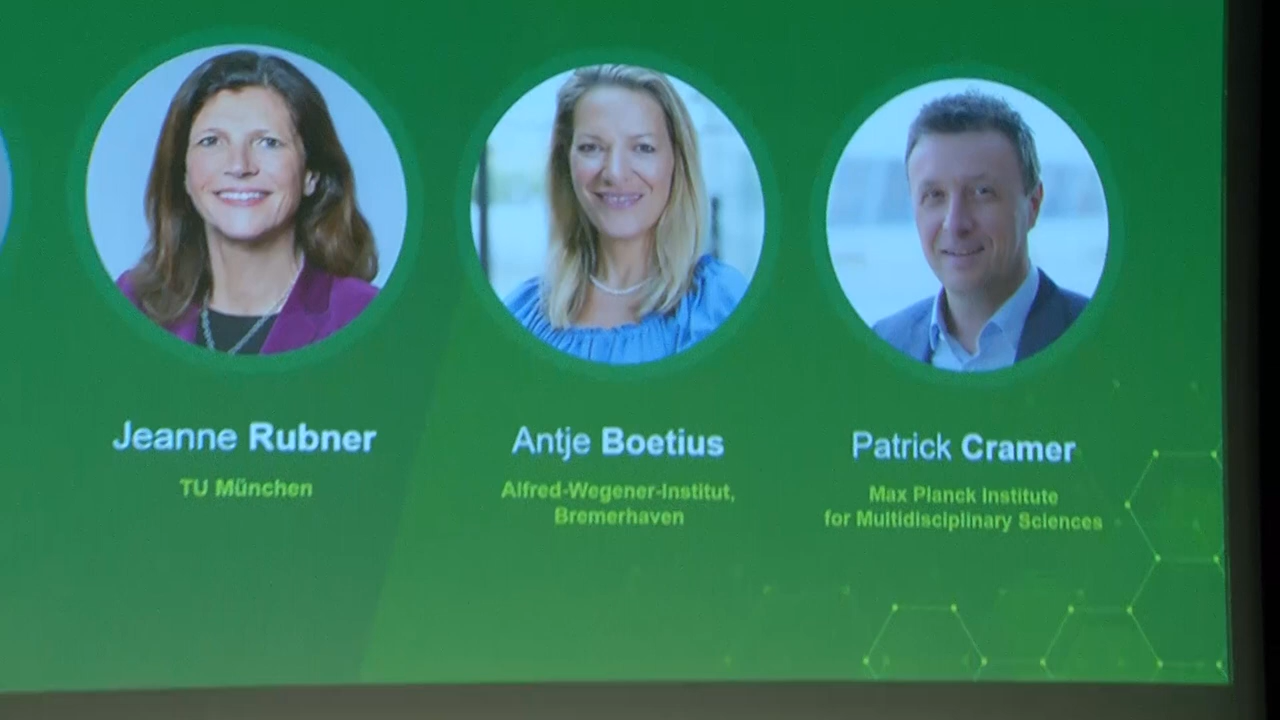 Jeanne Rubner
TU München
Antje Boetius
Alfred-Wegener-Institut,
Bremerhaven
Patrick Cramer
Max Planck Institute
for Multidisciplinary Sciences